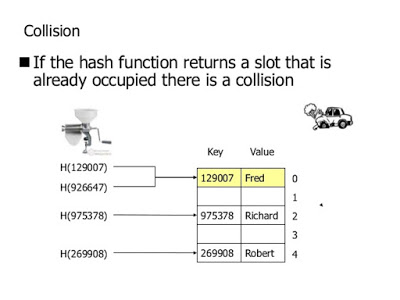 Collision
If the hash function returns a slot that is
already occupied there is a collision
Key Value
H(129007)
129007 Fred 0
H(926647)
1
H(975378) 975378 Richard 2
3
H(269908) 269908 Robert 4